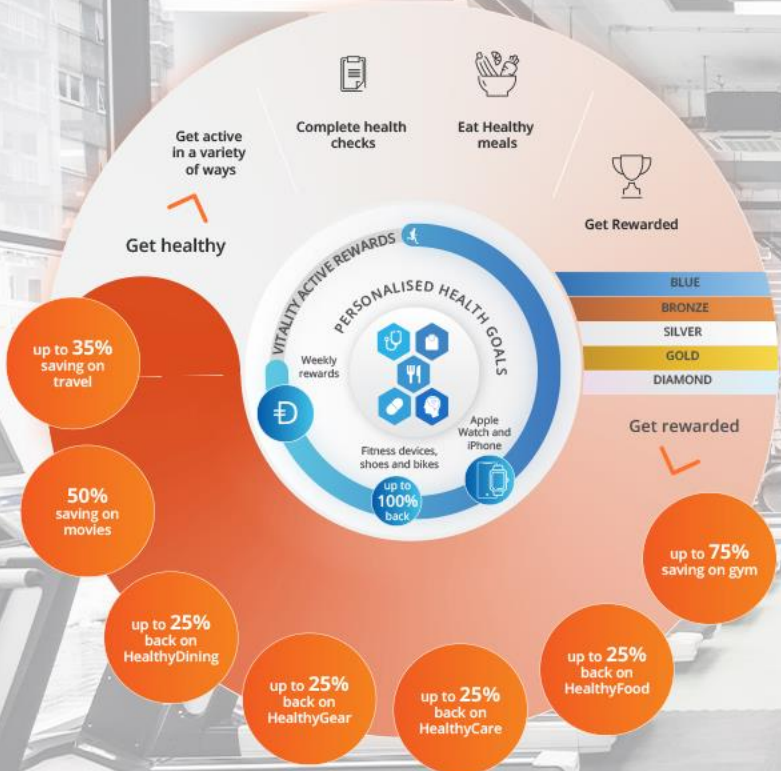 Get active
in a variety
of ways
Get healthy
Complete health
checks
Eat Healthy
meals
Get Rewarded
BLUE
BRONZE
SILVER
GOLD
DIAMOND
Get rewarded
VITALITY ACTIVE REWARDS
PERSONALISED HEALTH GOALS
Weekly
rewards
Fitness devices,
shoes and bikes
up to
100%
back
Apple
Watch and
iPhone
up to 35%
saving on
travel
50%
saving on
movies
up to 25%
back on
HealthyDining
up to 25%
back on
HealthyGear
up to 25%
back on
HealthyCare
up to 25%
back on
HealthyFood
up to 75%
saving on gym